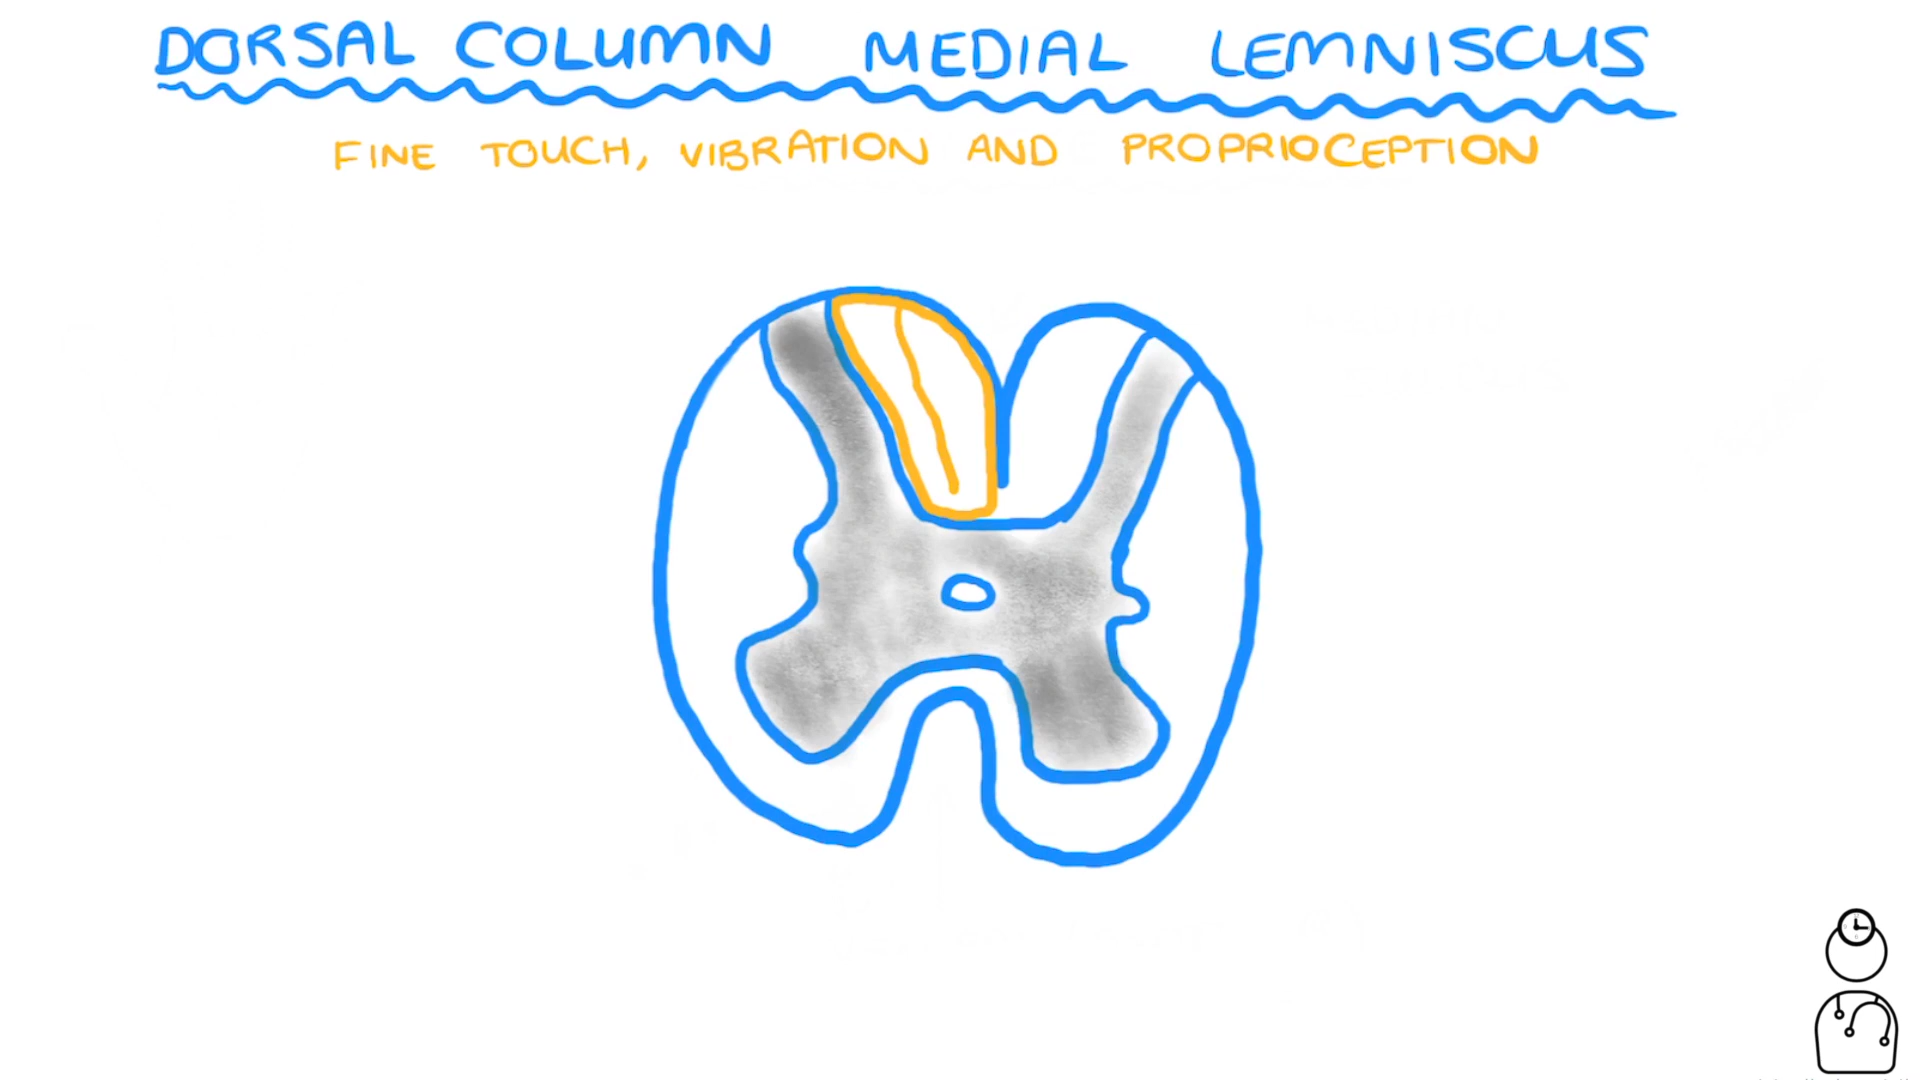 DORSAL COLUMN MEDIAL LEMNISCUS
FINE TOUCH, VIBRATION AND PROPRIOCEPTION